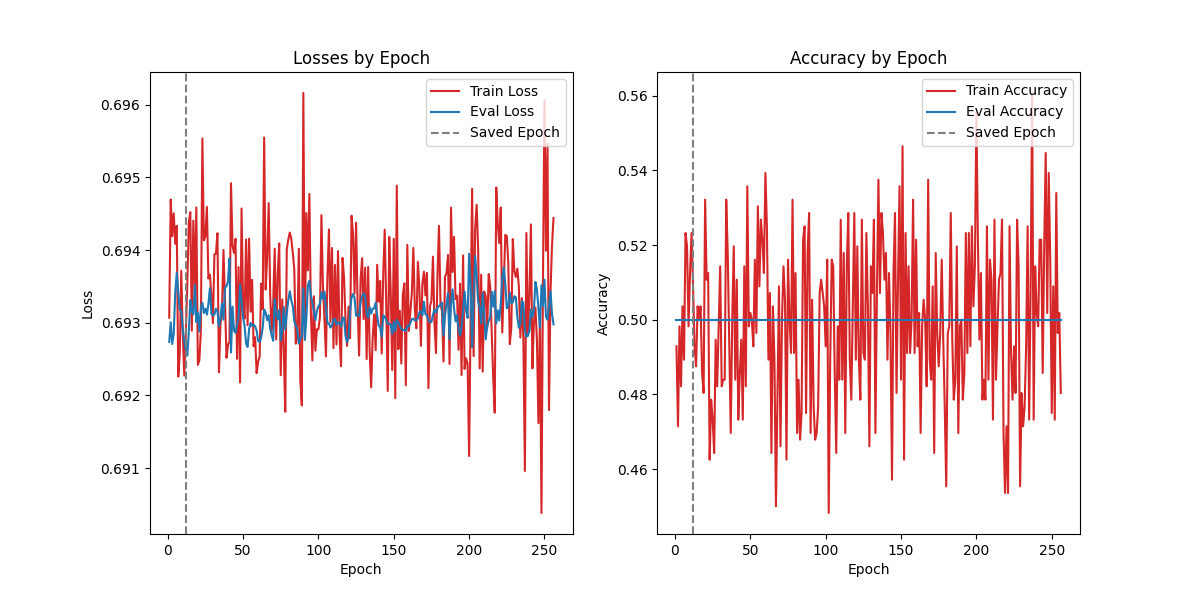 Losses by Epoch
Train Loss
Eval Loss
Saved Epoch
0.696
0.695
0.694
0.693
0.692
0.691
Loss
0
50
100
150
200
250
Epoch
Accuracy by Epoch
Train Accuracy
Eval Accuracy
Saved Epoch
0.56
0.54
0.52
0.50
0.48
0.46
Accuracy
0
50
100
150
200
250
Epoch